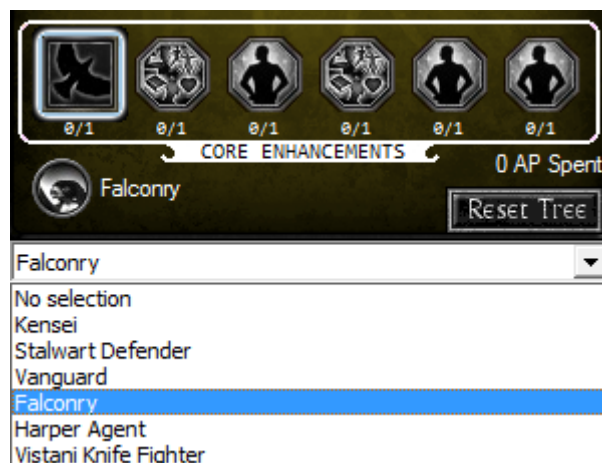 0/1 0/1 0/1 0/1 0/1 0/1
CORE ENHANCEMENTS
0 AP Spent
Falconry
Reset Tree
Falconry
No selection
Kensei
Stalwart Defender
Vanguard
Falconry
Harper Agent
Vistani Knife Fighter